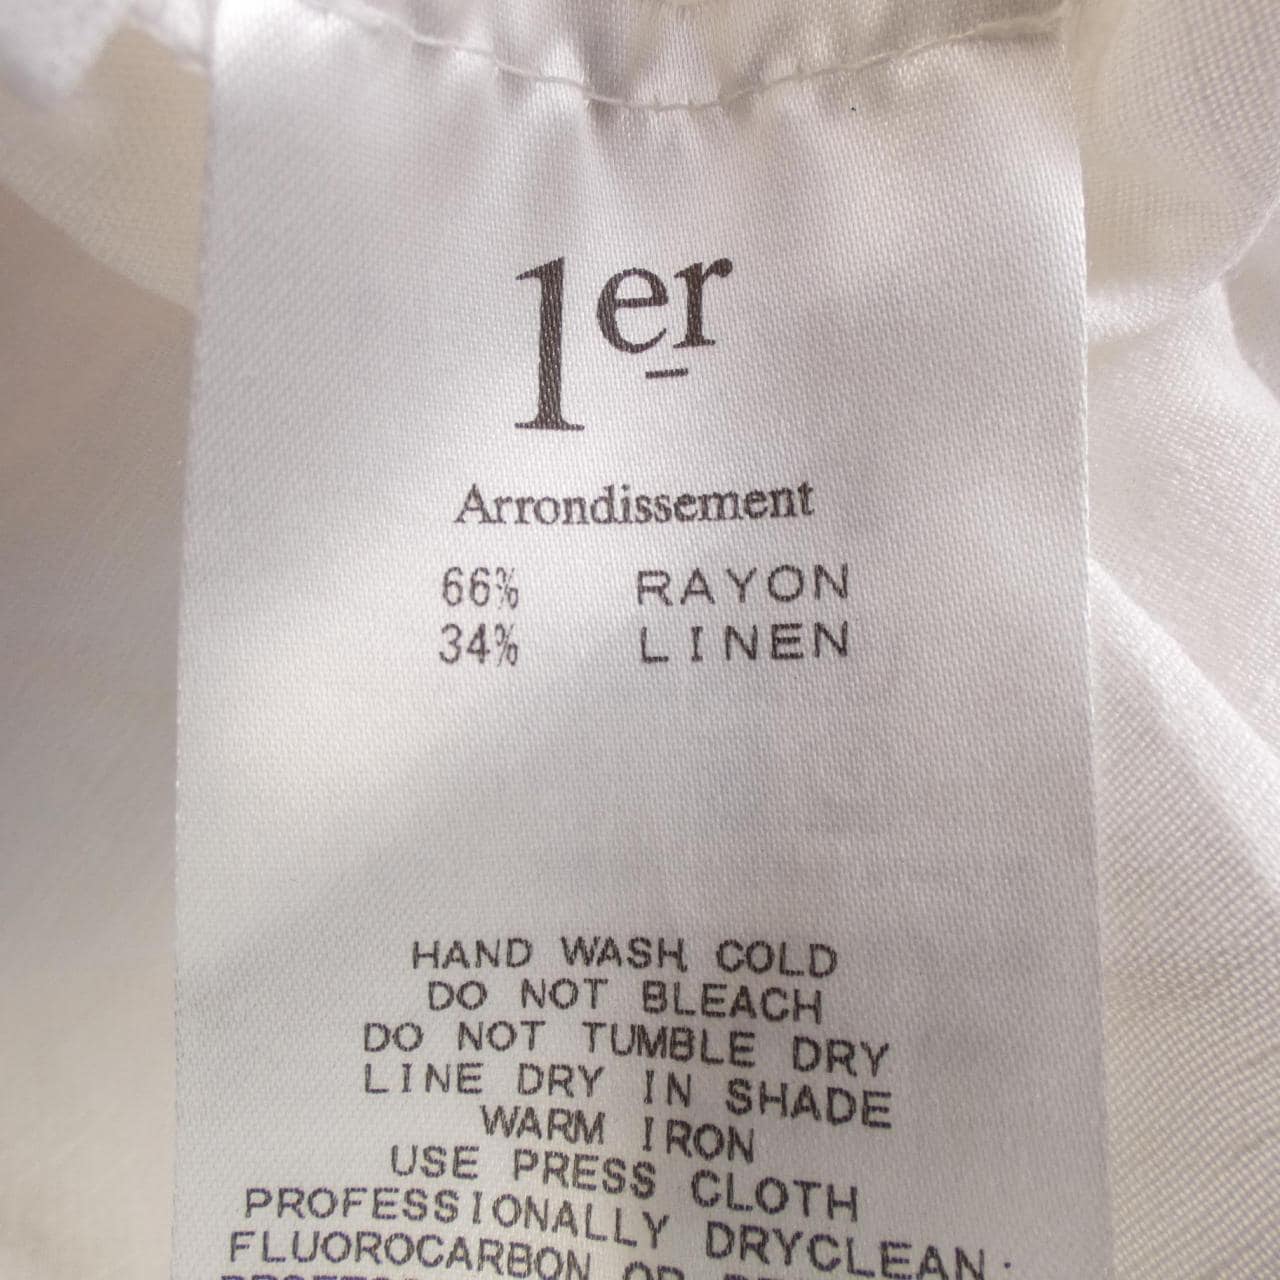 1er
Arrondissement
66% RAYON
34% LINEN
HAND WASH COLD
DO NOT BLEACH
DO NOT TUMBLE DRY
LINE DRY IN SHADE
WARM IRON
USE PRESS CLOTH
PROFESSIONALLY DRYCLEAN.
FLUOROCARBON OR